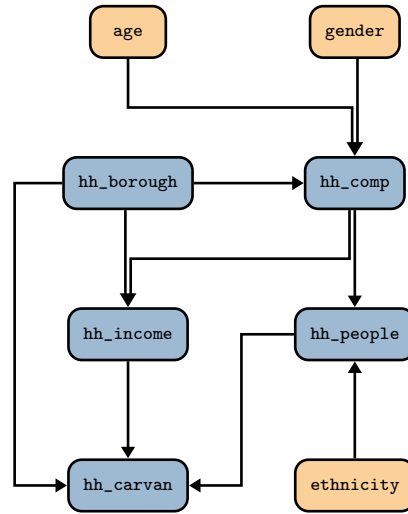 age
gender
hh_borough
hh_comp
hh_income
hh_people
hh_carvan
ethnicity